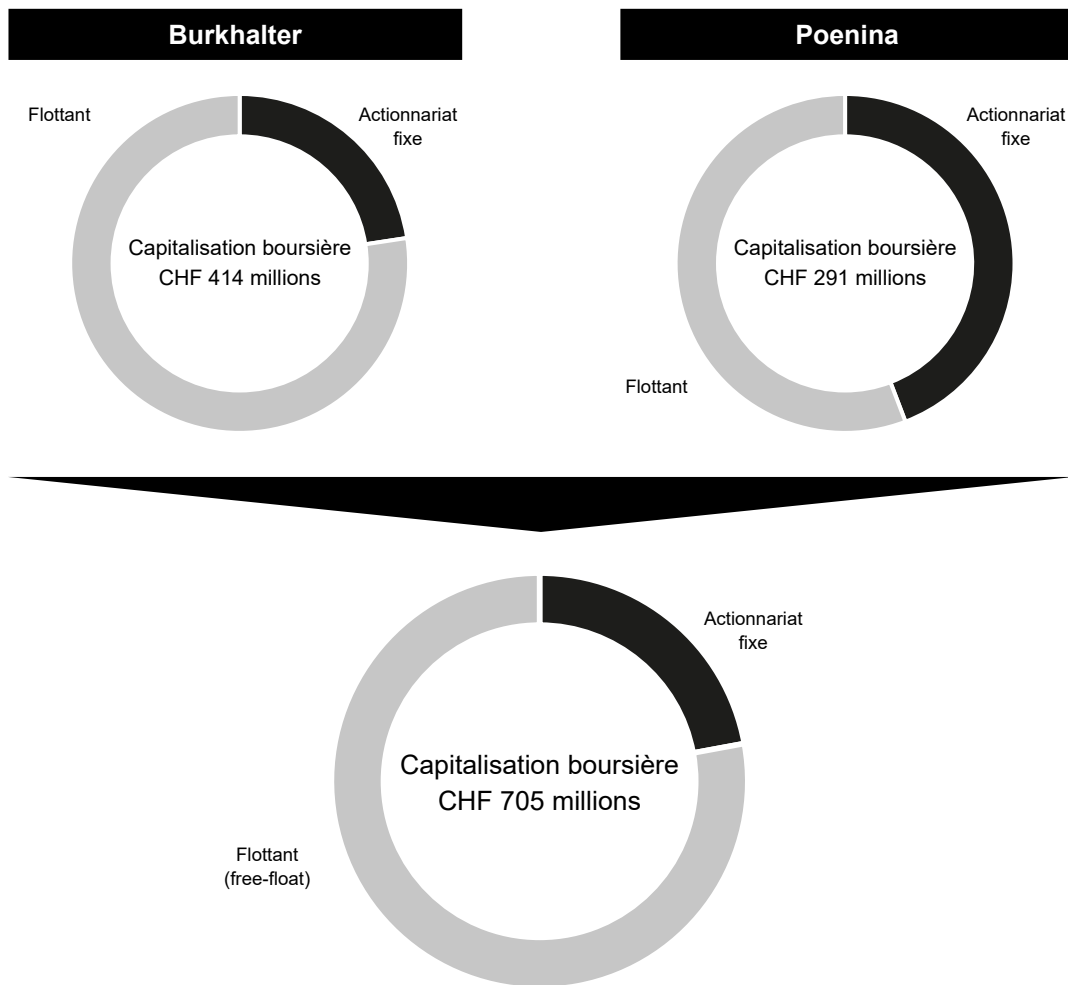 Burkhalter
Poenina
Flottant
Actionnariat
fixe
Capitalisation boursière
CHF 414 millions
Actionnariat
fixe
Capitalisation boursière
CHF 291 millions
Flottant
Actionnariat
fixe
Capitalisation boursière
CHF 705 millions
Flottant
(free-float)